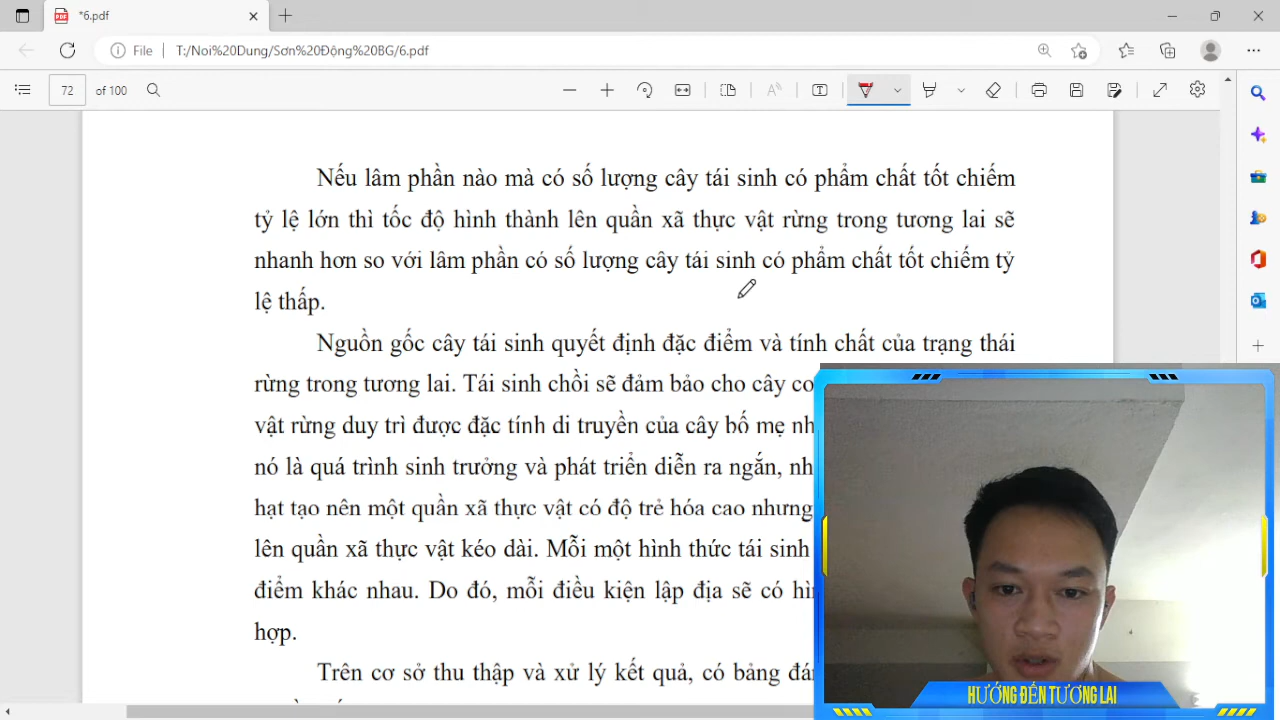 *6.pdf
File T:/Noi%20Dung/Sơn%20Động%20BG/6.pdf
72 of 100
Nếu lâm phần nào mà có số lượng cây tái sinh có phẩm chất tốt chiếm
tỷ lệ lớn thì tốc độ hình thành lên quần xã thực vật rừng trong tương lai sẽ
nhanh hơn so với lâm phần có số lượng cây tái sinh có phẩm chất tốt chiếm tỷ
lệ thấp.
Nguồn gốc cây tái sinh quyết định đặc điểm và tính chất của trạng thái
rừng trong tương lai. Tái sinh chồi sẽ đảm bảo cho cây co
vật rừng duy trì được đặc tính di truyền của cây bố mẹ nh
nó là quá trình sinh trưởng và phát triển diễn ra ngắn, nh
hạt tạo nên một quần xã thực vật có độ trẻ hóa cao nhưng
lên quần xã thực vật kéo dài. Mỗi một hình thức tái sinh
điểm khác nhau. Do đó, mỗi điều kiện lập địa sẽ có hì
hợp.
Trên cơ sở thu thập và xử lý kết quả, có bảng đá
HƯỚNG ĐẾN TƯƠNG LAI